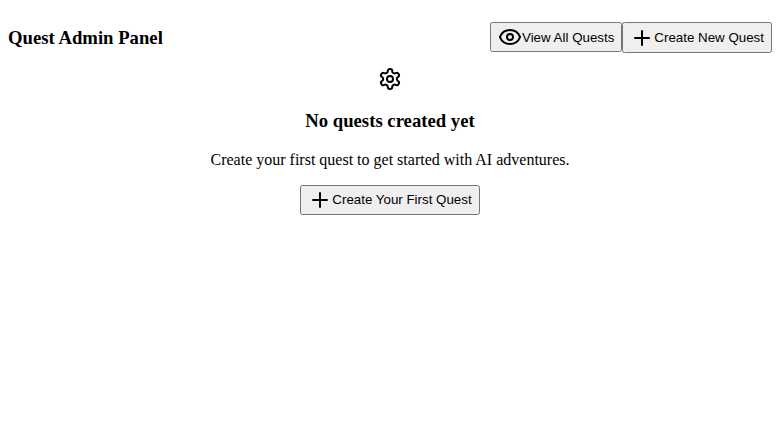 Quest Admin Panel
View All Quests
Create New Quest
No quests created yet
Create your first quest to get started with AI adventures.
Create Your First Quest